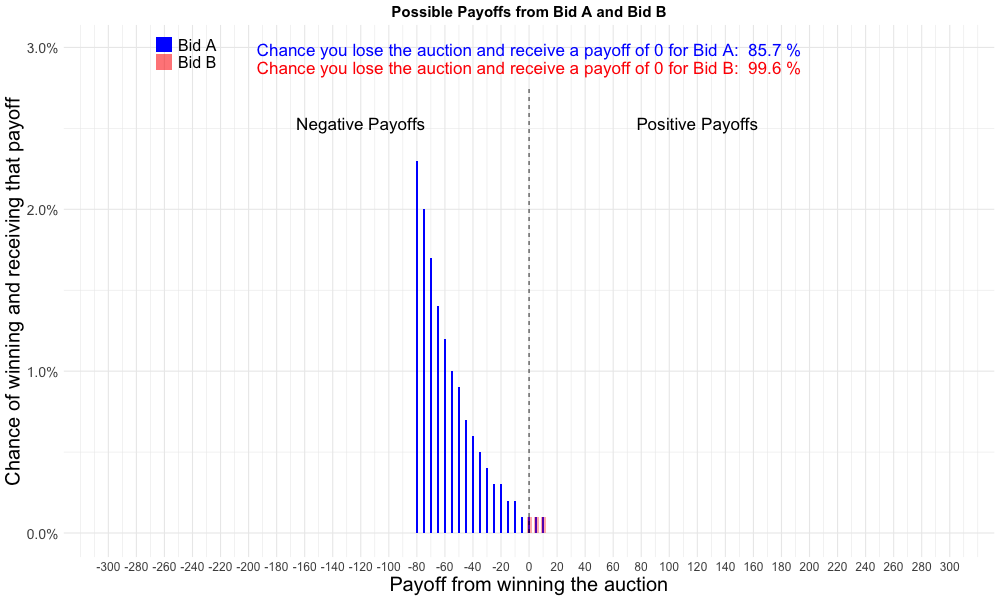 Possible Payoffs from Bid A and Bid B
Bid A
Bid B
Chance you lose the auction and receive a payoff of 0 for Bid A:  85.7 %
Chance you lose the auction and receive a payoff of 0 for Bid B:  99.6 %
Negative Payoffs
Positive Payoffs
Chance of winning and receiving that payoff
3.0%
2.0%
1.0%
0.0%
-300 -280 -260 -240 -220 -200 -180 -160 -140 -120 -100 -80 -60 -40 -20 0 20 40 60 80 100 120 140 160 180 200 220 240 260 280 300
Payoff from winning the auction